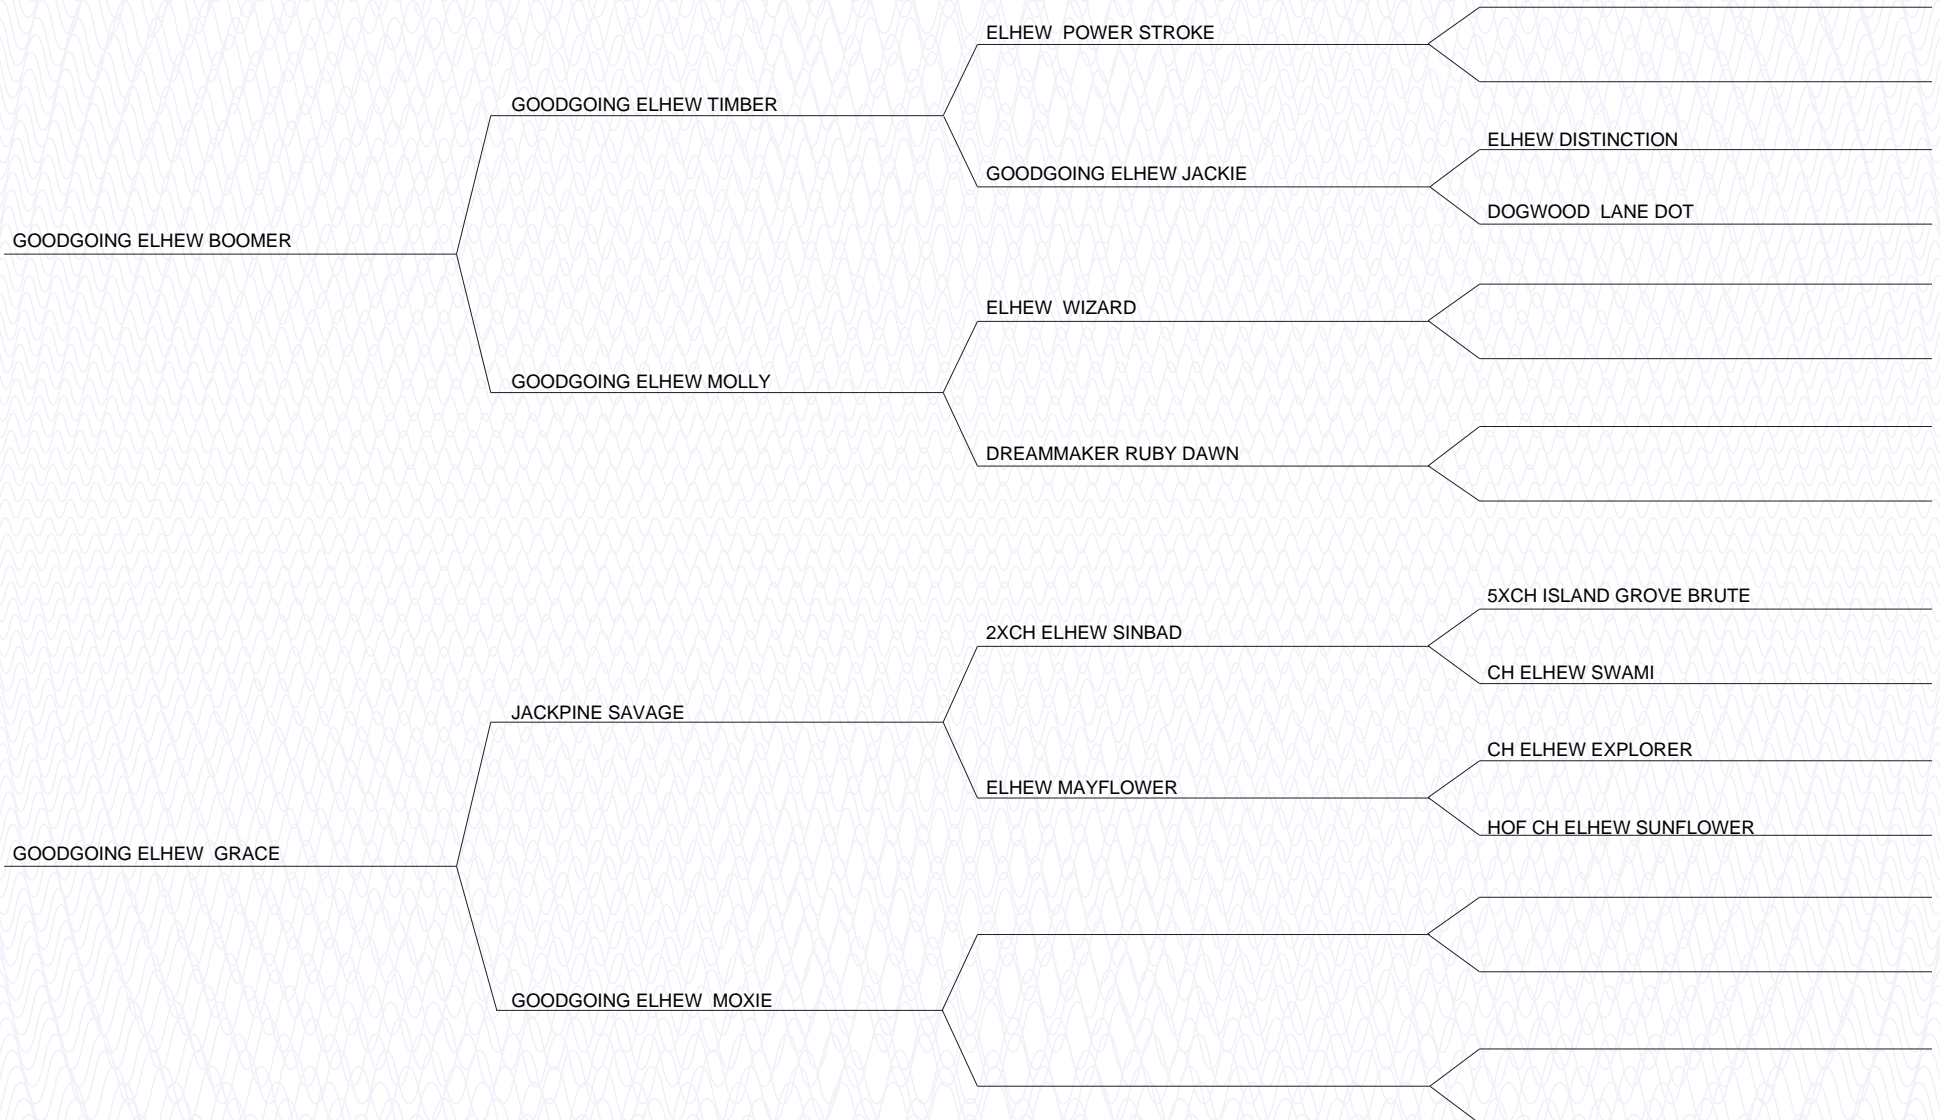 ELHEW  POWER STROKE
GOODGOING ELHEW TIMBER
ELHEW DISTINCTION
GOODGOING ELHEW JACKIE
DOGWOOD  LANE DOT
GOODGOING ELHEW BOOMER
ELHEW  WIZARD
GOODGOING ELHEW MOLLY
DREAMMAKER RUBY DAWN
5XCH ISLAND GROVE BRUTE
2XCH ELHEW SINBAD
CH ELHEW SWAMI
JACKPINE SAVAGE
CH ELHEW EXPLORER
ELHEW MAYFLOWER
HOF CH ELHEW SUNFLOWER
GOODGOING ELHEW  GRACE
GOODGOING ELHEW  MOXIE